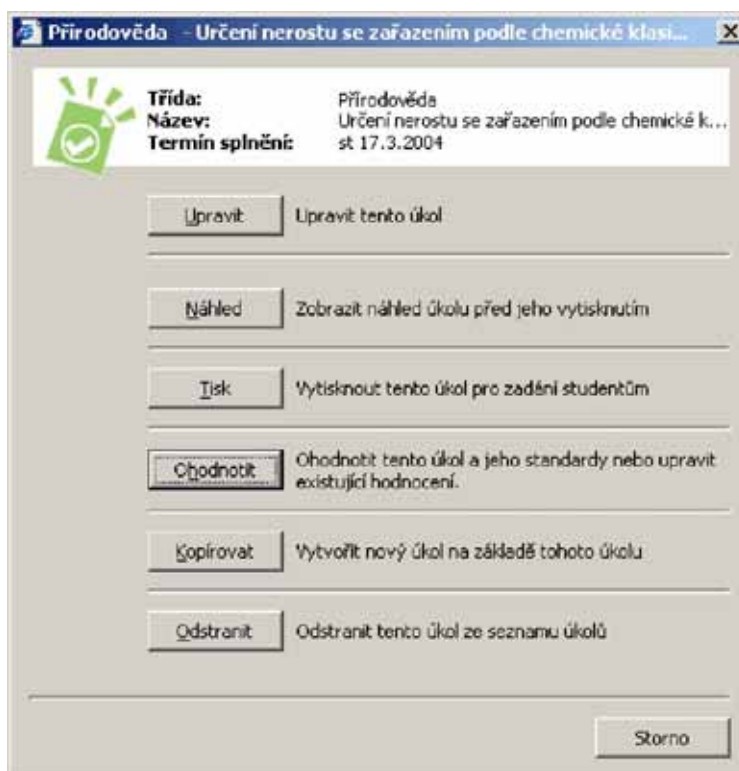 Přírodověda - Určení nerostu se zařazením podle chemické klasi...
Třída: Přírodověda
Název: Určení nerostu se zařazením podle chemické k...
Termín splnění: st 17.3.2004
Upravit Upravit tento úkol
Náhled Zobrazit náhled úkolu před jeho vytisknutím
Tisk Vytisknout tento úkol pro zadání studentům
Ohodnotit Ohodnotit tento úkol a jeho standardy nebo upravit
existující hodnocení.
Kopírovat Vytvořit nový úkol na základě tohoto úkolu
Odstranit Odstranit tento úkol ze seznamu úkolů
Storno